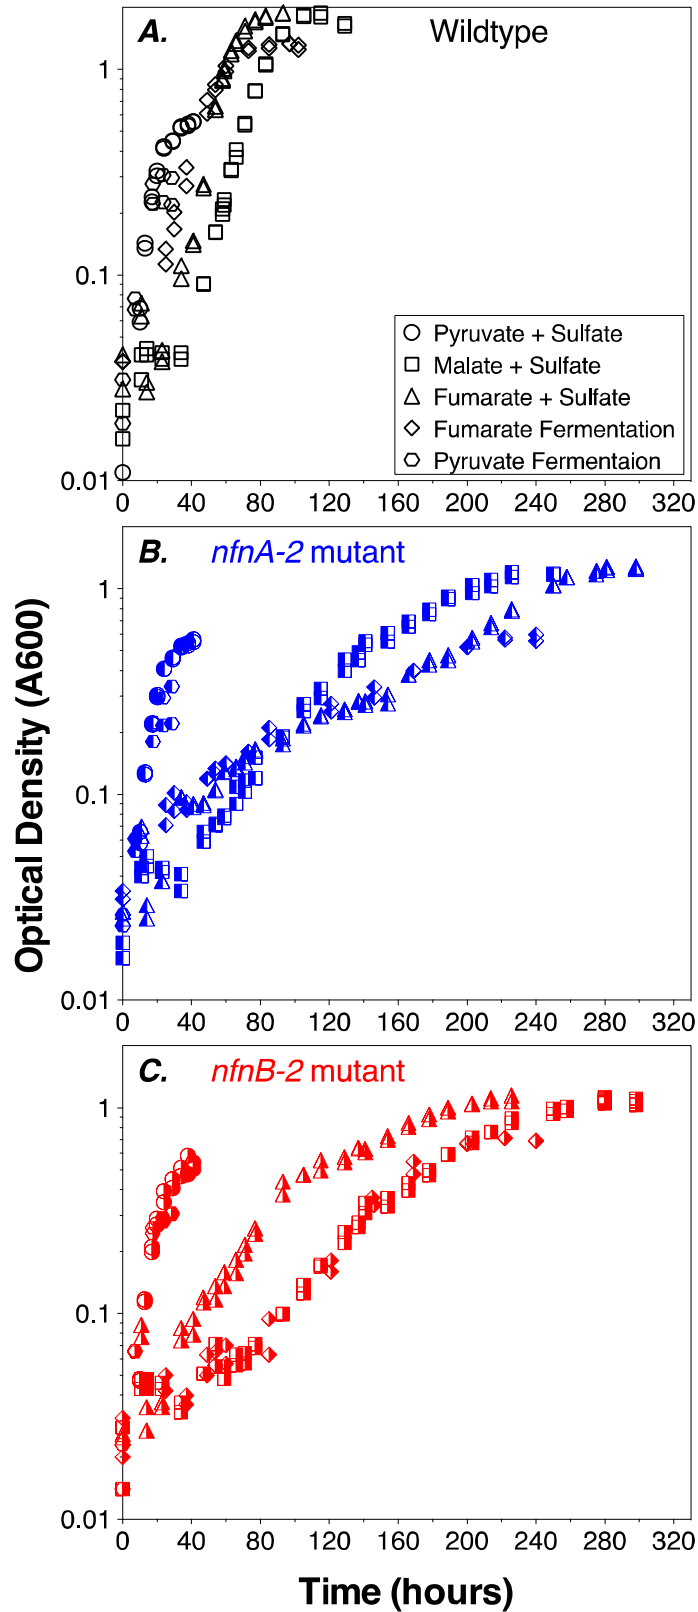 A. Wildtype
1
0.1
0.01
Pyruvate + Sulfate
Malate + Sulfate
Fumarate + Sulfate
Fumarate Fermentation
Pyruvate Fermentaion
0 40 80 120 160 200 240 280 320
B. nfnA-2 mutant
1
0.1
0.01
0 40 80 120 160 200 240 280 320
Optical Density (A600)
C. nfnB-2 mutant
1
0.1
0.01
0 40 80 120 160 200 240 280 320
Time (hours)